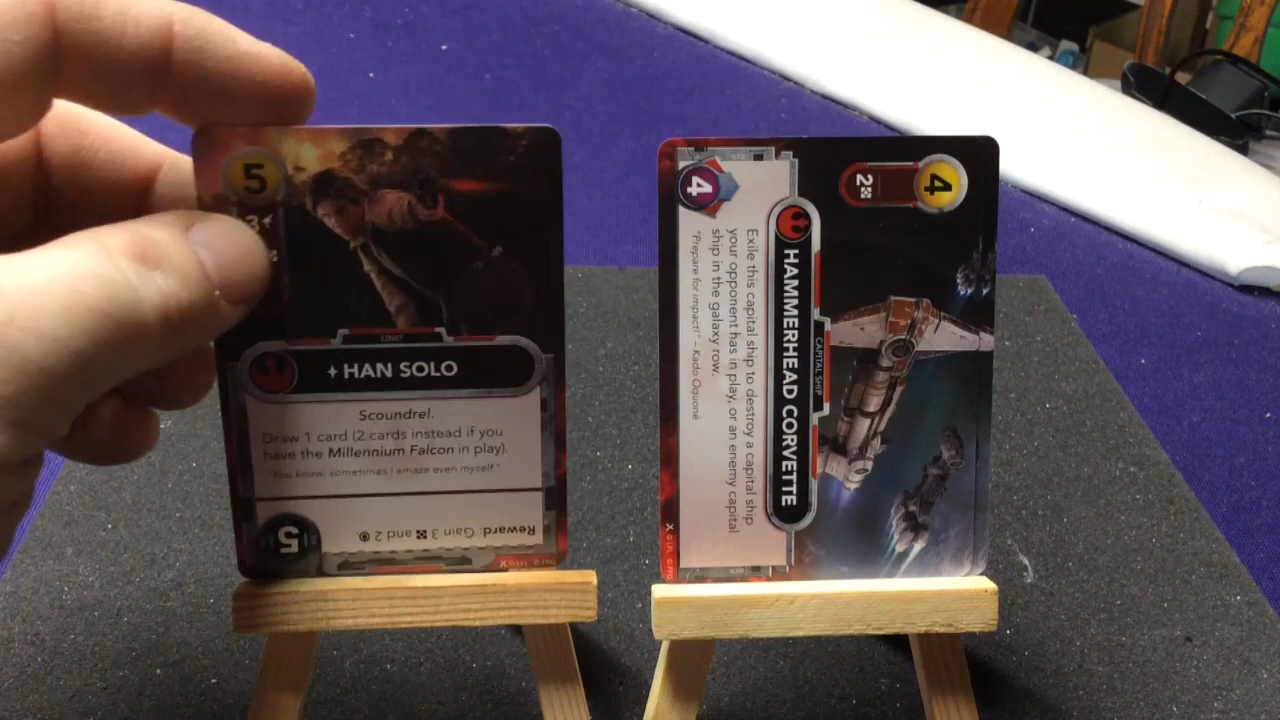 5
3
HAN SOLO
Scoundrel.
Draw 1 card (2 cards instead if you
have the Millennium Falcon in play).
"You know, sometimes I amaze even myself."
Reward: Gain 3 and 2
5
4
2
CAPITAL SHIP
HAMMERHEAD CORVETTE
Exile this capital ship to destroy a capital ship
your opponent has in play, or an enemy capital
ship in the galaxy row.
"Prepare for impact!" – Kado Oquoné
4
© LFL © FFG